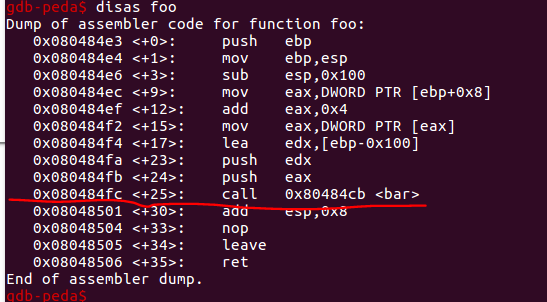 gdb-peda$ disas foo
Dump of assembler code for function foo:
0x080484e3 <+0>: push ebp
0x080484e4 <+1>: mov ebp,esp
0x080484e6 <+3>: sub esp,0x100
0x080484ec <+9>: mov eax,DWORD PTR [ebp+0x8]
0x080484ef <+12>: add eax,0x4
0x080484f2 <+15>: mov eax,DWORD PTR [eax]
0x080484f4 <+17>: lea edx,[ebp-0x100]
0x080484fa <+23>: push edx
0x080484fb <+24>: push eax
0x080484fc <+25>: call 0x80484cb <bar>
0x08048501 <+30>: add esp,0x8
0x08048504 <+33>: nop
0x08048505 <+34>: leave
0x08048506 <+35>: ret
End of assembler dump.
gdb-peda$